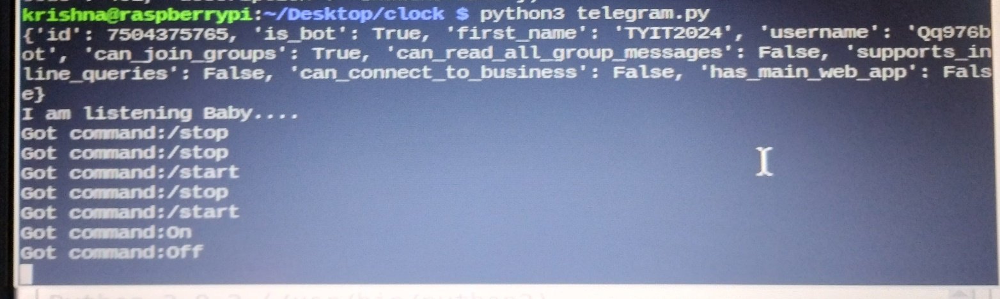 krishna@raspberrypi:~/Desktop/clock $ python3 telegram.py
{'id': 7504375765, 'is_bot': True, 'first_name': 'TYIT2024', 'username': 'Qq976b
ot', 'can_join_groups': True, 'can_read_all_group_messages': False, 'supports_in
line_queries': False, 'can_connect_to_business': False, 'has_main_web_app': Fals
e}
I am listening Baby....
Got command:/stop
Got command:/stop
Got command:/start
Got command:/stop
Got command:/start
Got command:On
Got command:Off